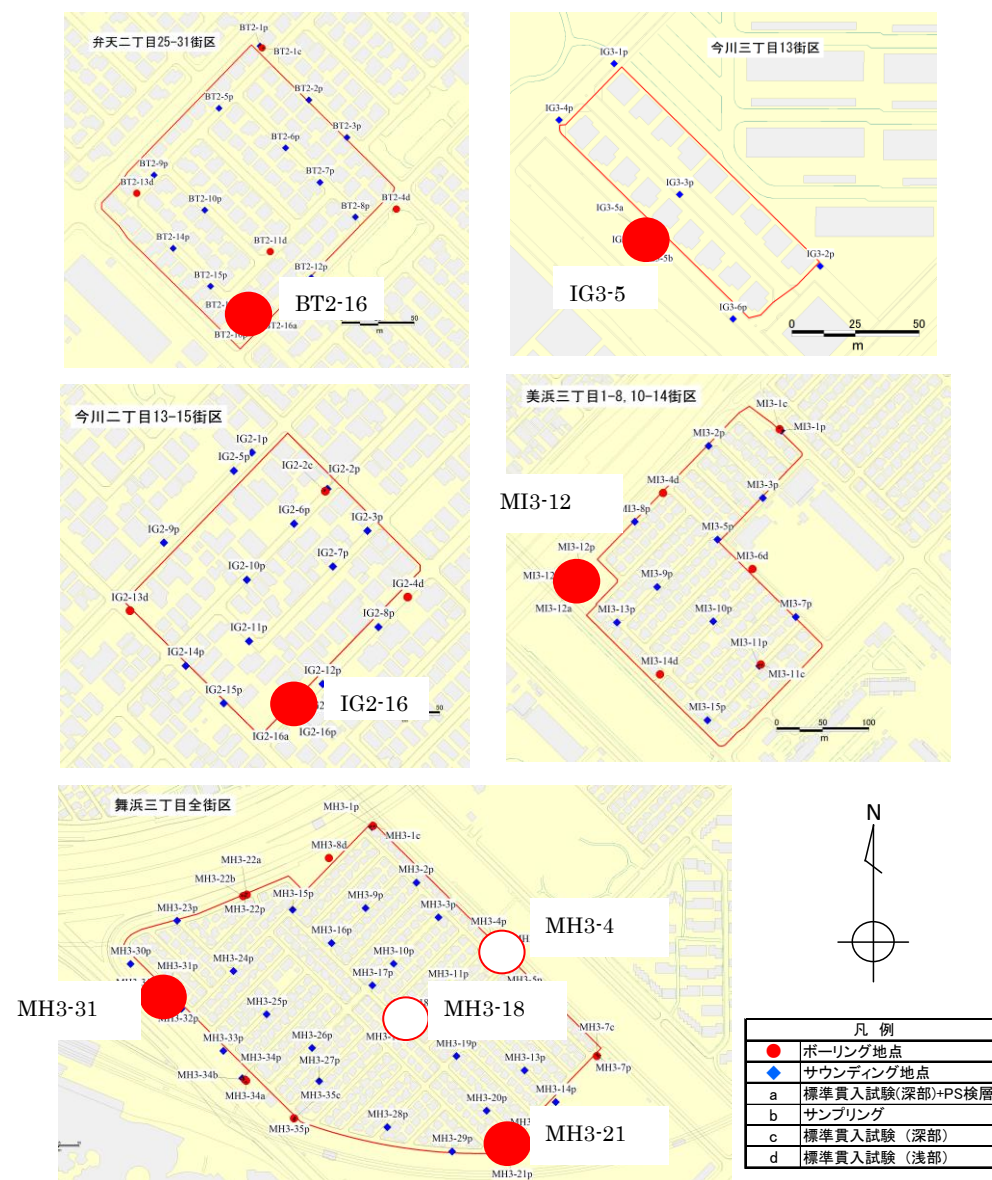 弁天二丁目25-31街区
BT2-1p
BT2-1c
BT2-5p
BT2-2p
BT2-3p
BT2-6p
BT2-9p
BT2-7p
BT2-13d
BT2-4d
BT2-10p
BT2-8p
BT2-14p
BT2-11d
BT2-15p
BT2-12p
BT2-16
BT2-16a
50
m
今川三丁目13街区
IG3-1p
IG3-4p
IG3-3p
IG3-5a
IG3-2p
IG3-5
IG3-6p
0 25 50
m
今川二丁目13-15街区
IG2-1p
IG2-5p
IG2-2c
IG2-2p
IG2-6p
IG2-3p
IG2-9p
IG2-7p
IG2-10p
IG2-4d
IG2-13d
IG2-8p
IG2-11p
IG2-14p
IG2-12p
IG2-15p
IG2-16
IG2-16a
IG2-16p
50
美浜三丁目1-8, 10-14街区
MI3-1c
MI3-1p
MI3-2p
MI3-4d
MI3-3p
MI3-12
MI3-8p
MI3-5p
MI3-12p
MI3-6d
MI3-12a
MI3-9p
MI3-13p
MI3-10p
MI3-7p
MI3-11p
MI3-14d
MI3-11c
MI3-15p
0 50 100
m
舞浜三丁目全街区
MH3-1p
MH3-1c
MH3-8d
MH3-22a
MH3-2p
MH3-22b
MH3-15p
MH3-9p
MH3-22p
MH3-3p
MH3-23p
MH3-4p
MH3-4
MH3-16p
MH3-30p
MH3-10p
MH3-31p
MH3-24p
MH3-11p
MH3-17p
MH3-5p
MH3-31
MH3-18
MH3-32p
MH3-25p
MH3-7c
MH3-26p
MH3-33p
MH3-34p
MH3-27p
MH3-19p
MH3-13p
MH3-7p
MH3-34b
MH3-34a
MH3-35c
MH3-14p
MH3-35p
MH3-20p
MH3-28p
MH3-21
MH3-29p
MH3-21p
N
凡 例
ボーリング地点
サウンディング地点
a 標準貫入試験(深部)+PS検層
b サンプリング
c 標準貫入試験 (深部)
d 標準貫入試験 (浅部)